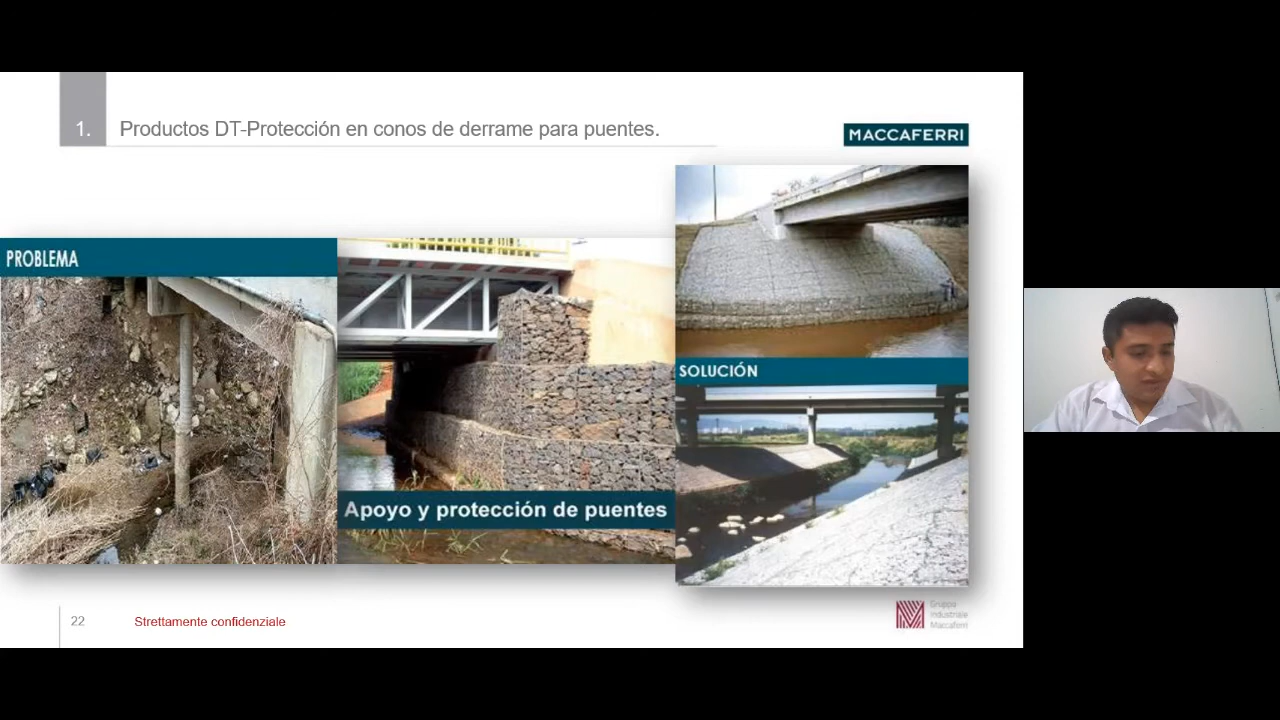 1. Productos DT-Protección en conos de derrame para puentes.
MACCAFERRI
PROBLEMA
Apoyo y protección de puentes
SOLUCIÓN
22
Strettamente confidenziale
Gruppo
Industriale
Maccaferri